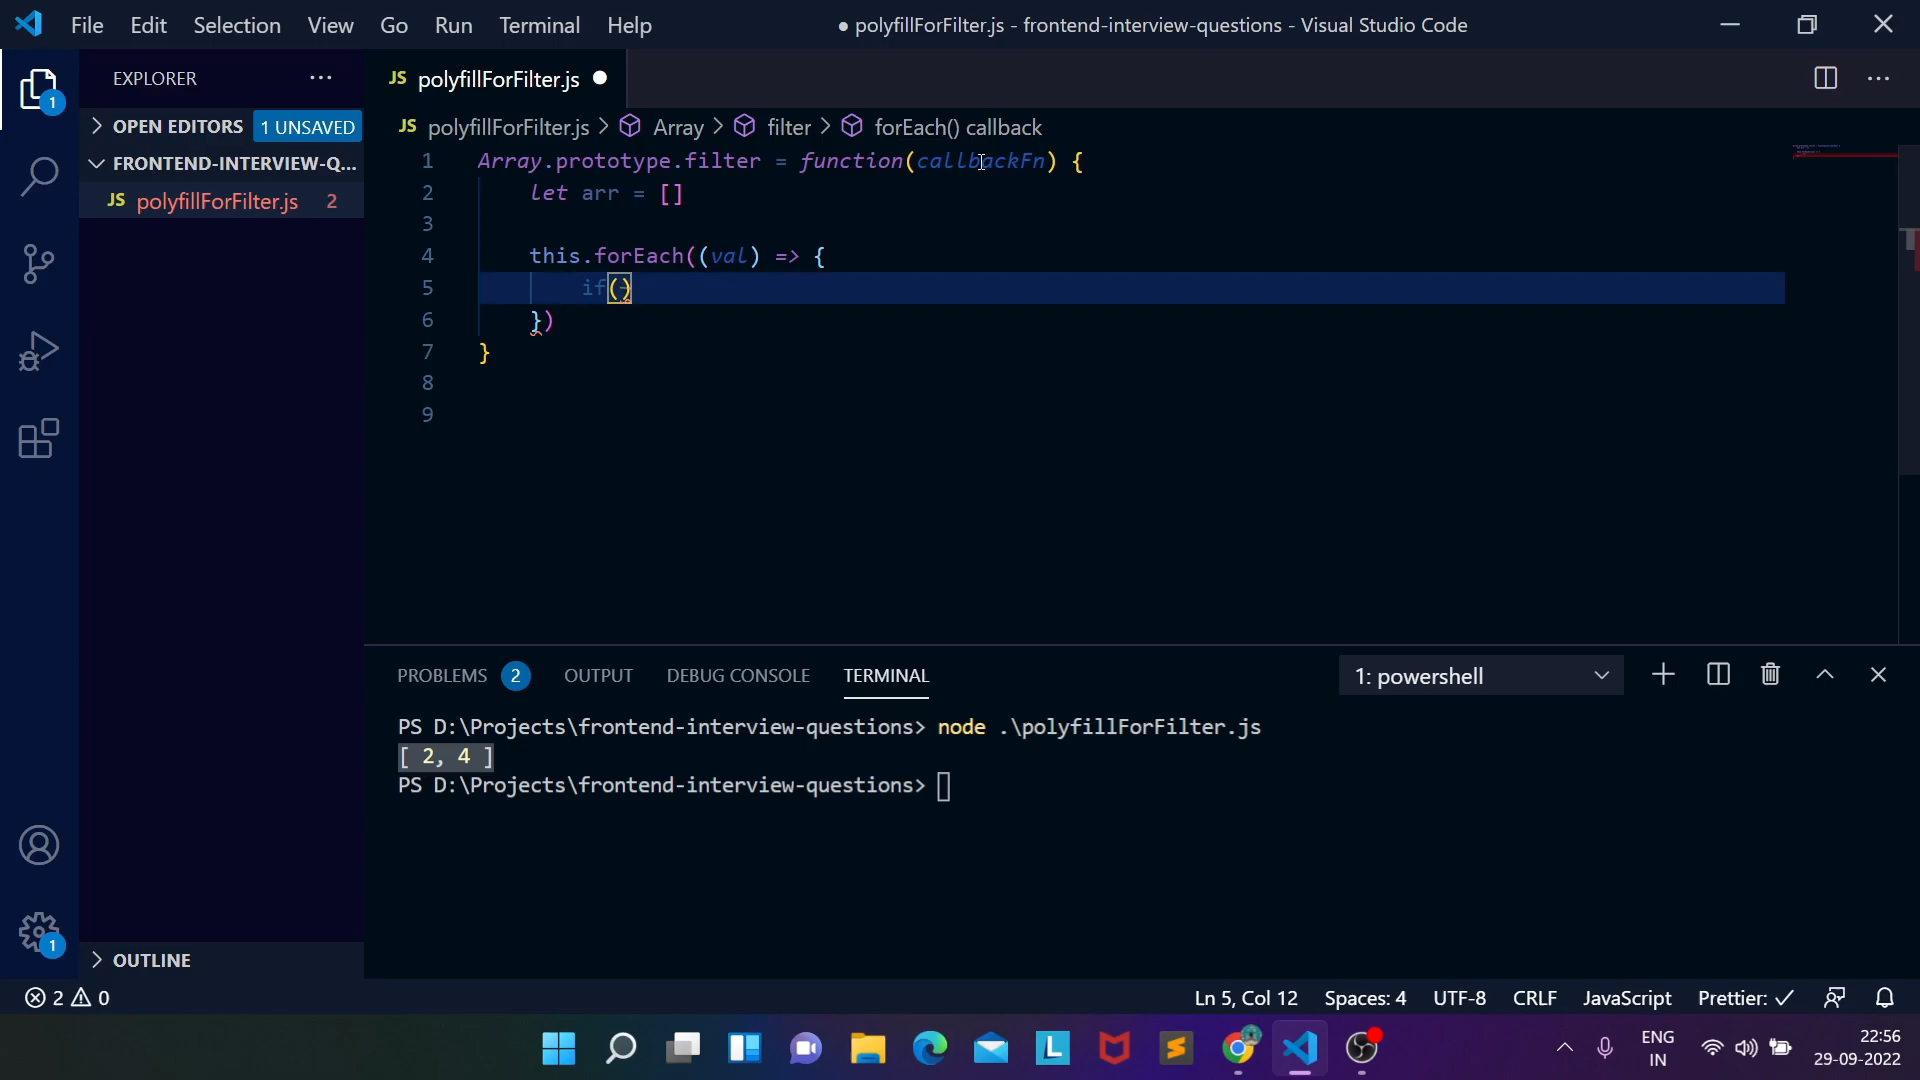 File Edit Selection View Go Run Terminal Help ● polyfillForFilter.js - frontend-interview-questions - Visual Studio Code
EXPLORER
JS polyfillForFilter.js
1
OPEN EDITORS 1 UNSAVED
JS polyfillForFilter.js > Array > filter > forEach() callback
FRONTEND-INTERVIEW-Q...
JS polyfillForFilter.js 2
1 Array.prototype.filter = function(callbackFn) {
2 let arr = []
3
4 this.forEach((val) => {
5 if()
6 })
7 }
8
9
PROBLEMS 2 OUTPUT DEBUG CONSOLE TERMINAL 1: powershell
PS D:\Projects\frontend-interview-questions> node .\polyfillForFilter.js
[ 2, 4 ]
PS D:\Projects\frontend-interview-questions>
1
OUTLINE
2 0 Ln 5, Col 12 Spaces: 4 UTF-8 CRLF JavaScript Prettier: ✓
L
ENG
IN
22:56
29-09-2022